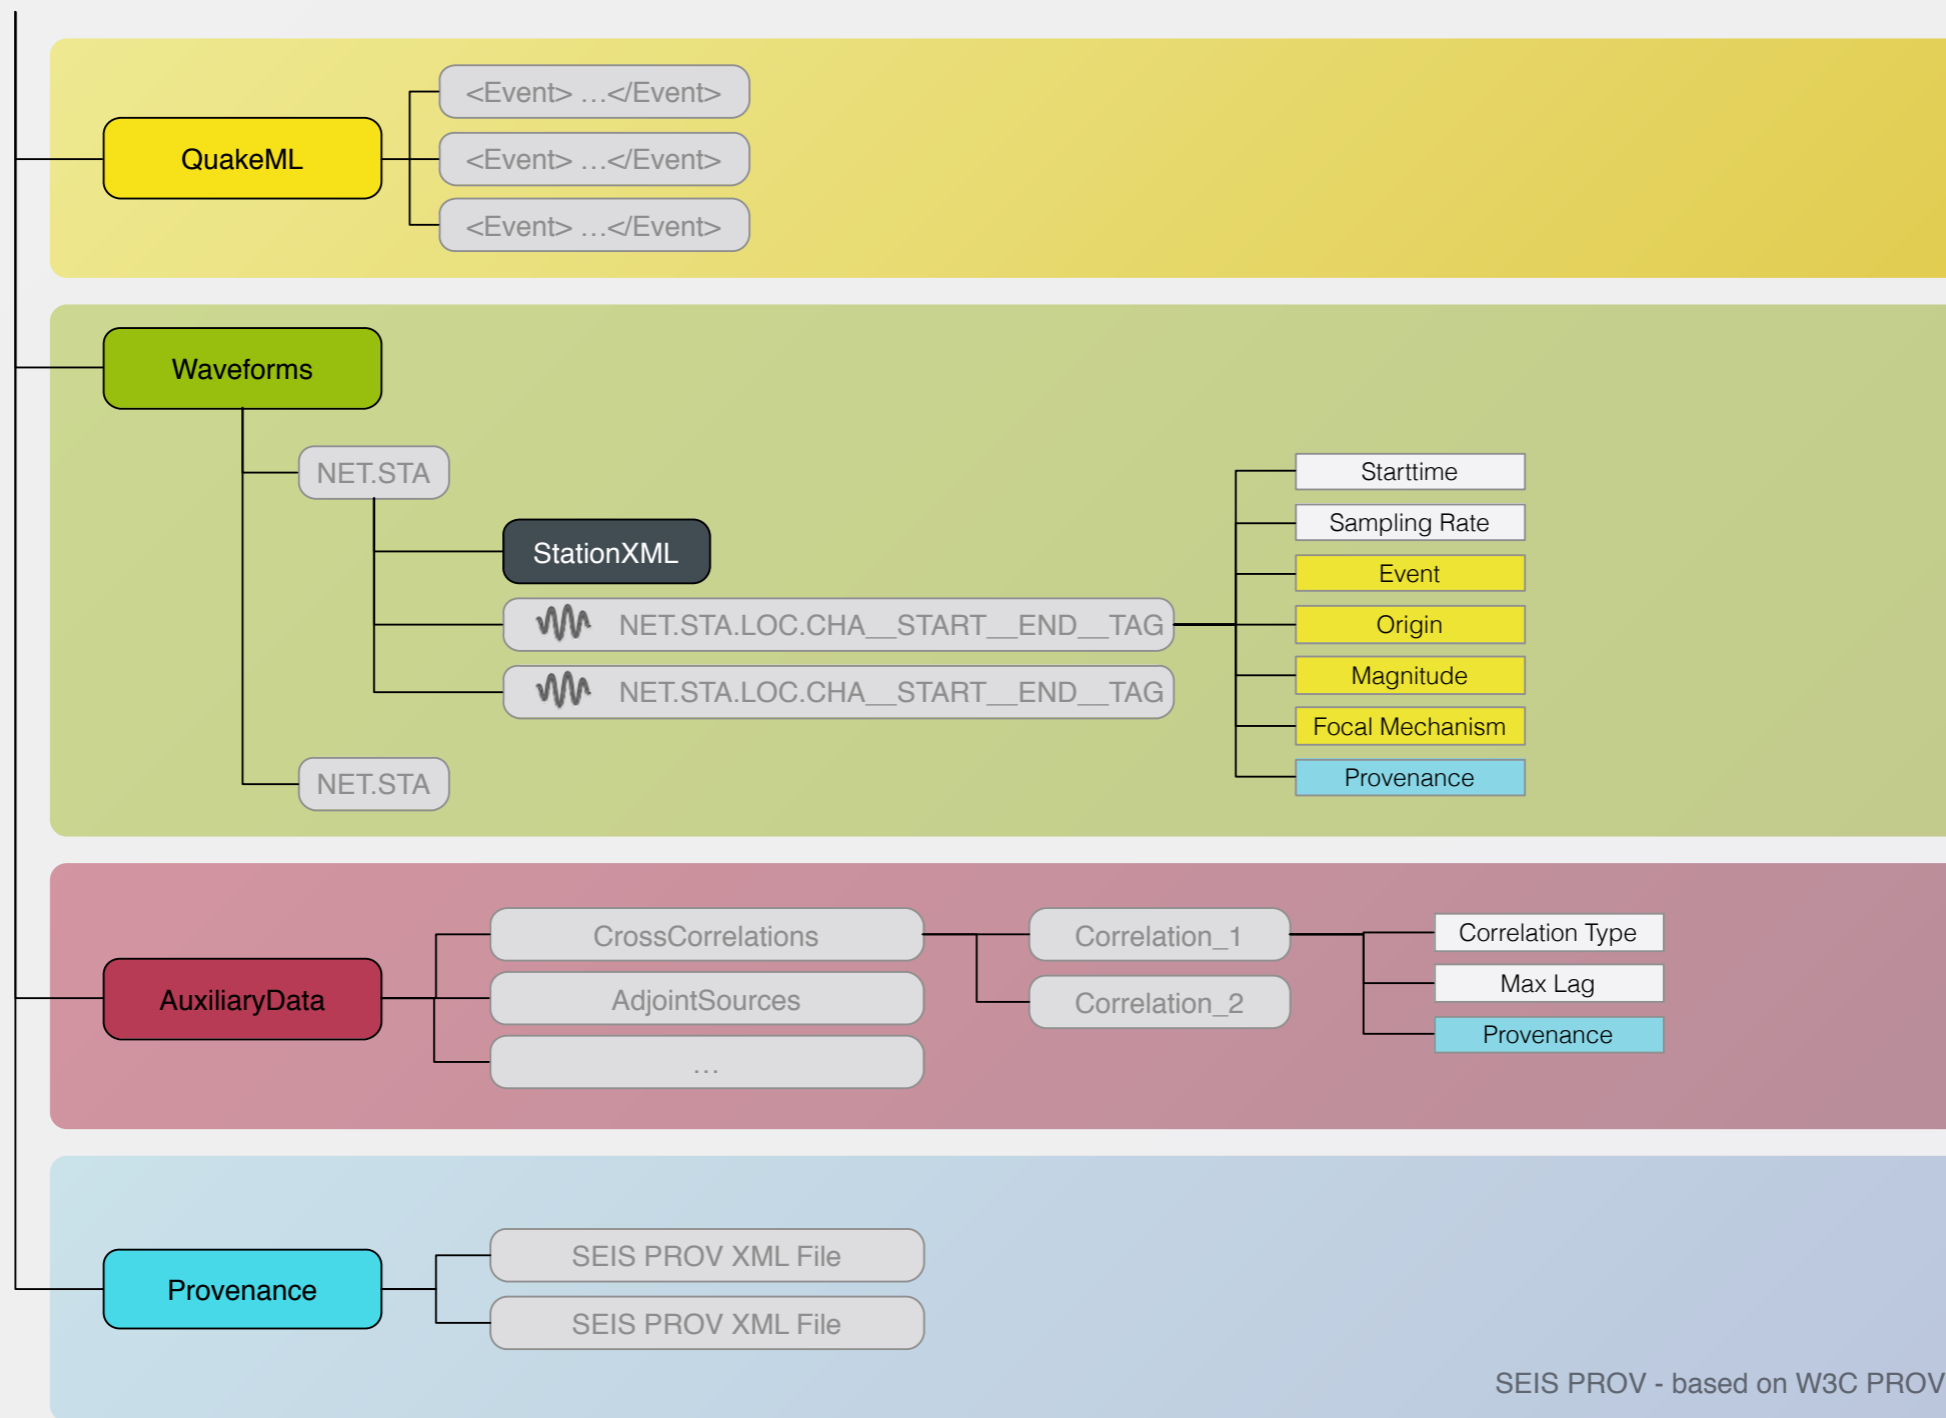 <Event> ...</Event>
QuakeML
<Event> ...</Event>
<Event> ...</Event>
Waveforms
NET.STA
StationXML
NET.STA.LOC.CHA__START__END__TAG
NET.STA.LOC.CHA__START__END__TAG
NET.STA
Starttime
Sampling Rate
Event
Origin
Magnitude
Focal Mechanism
Provenance
AuxiliaryData
CrossCorrelations
AdjointSources
...
Correlation_1
Correlation_2
Correlation Type
Max Lag
Provenance
Provenance
SEIS PROV XML File
SEIS PROV XML File
SEIS PROV - based on W3C PROV